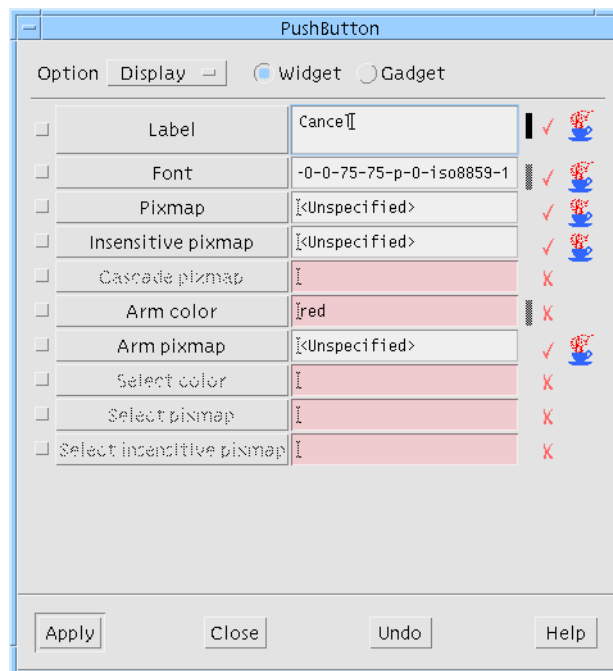 PushButton
Option Display Widget Gadget
Label Cancel
Font -0-0-75-75-p-0-iso8859-1
Pixmap <Unspecified>
Insensitive pixmap <Unspecified>
Cascade pixmap
Arm color red
Arm pixmap <Unspecified>
Select color
Select pixmap
Select insensitive pixmap
Apply Close Undo Help